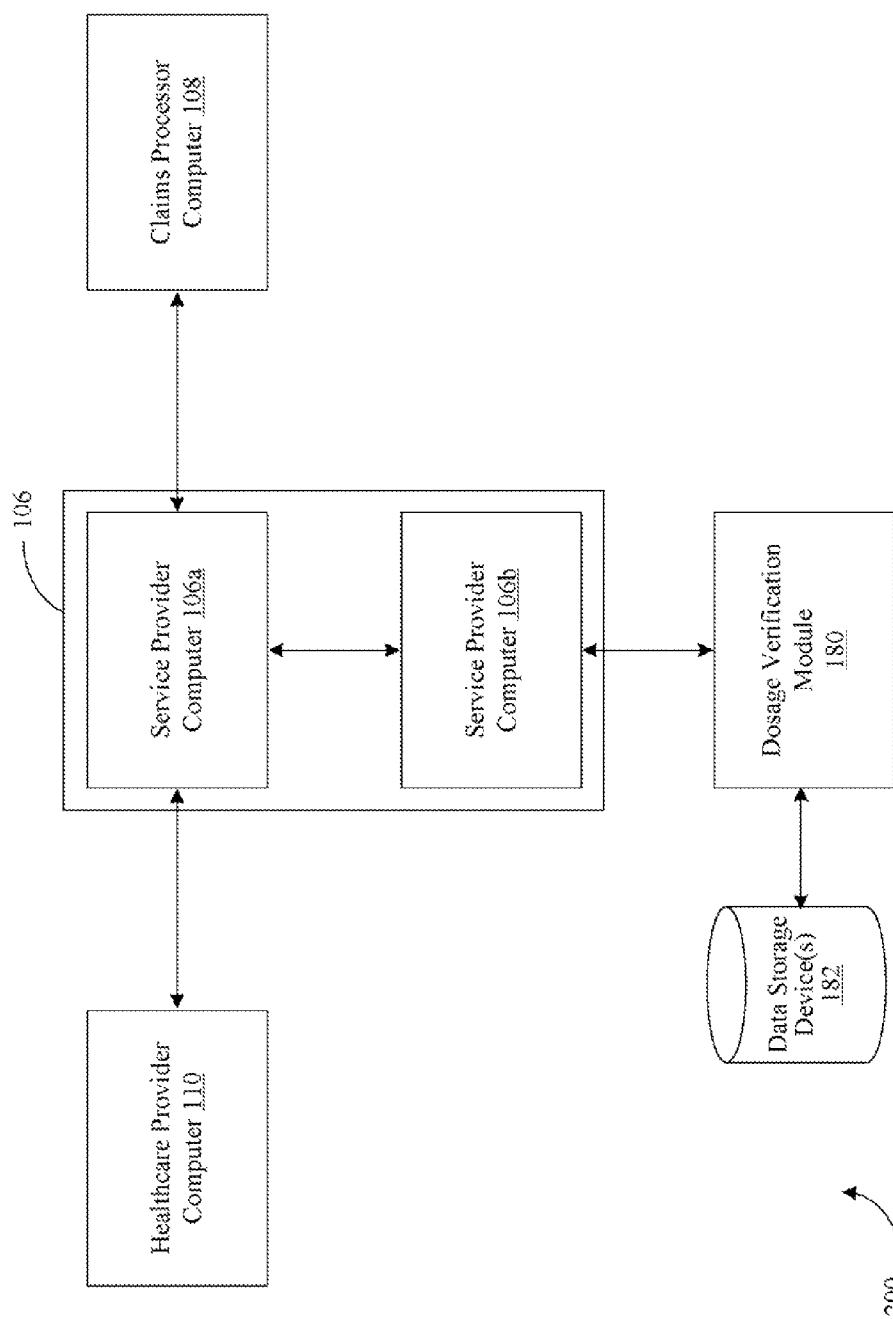 106
Healthcare Provider
Computer 110
Service Provider
Computer 106a
Claims Processor
Computer 108
Service Provider
Computer 106b
Data Storage
Device(s)
182
Dosage Verification
Module
180